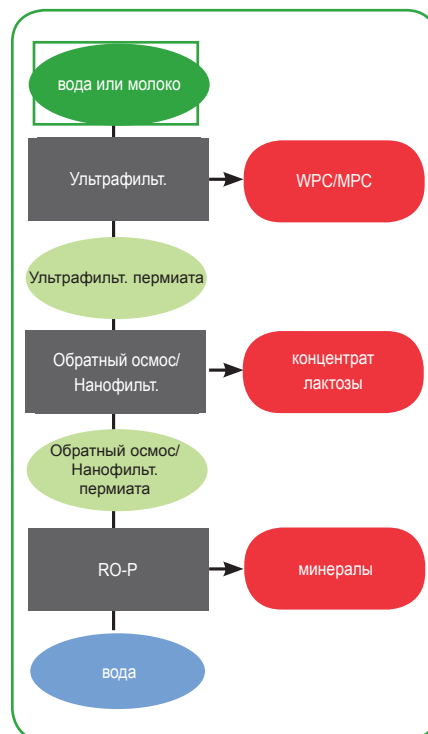 вода или молоко
Ультрафильт.
WPC/MPC
Ультрафильт. пермиата
Обратный осмос/
Нанофильт.
концентрат
лактозы
Обратный осмос/
Нанофильт.
пермиата
RO-P
минералы
вода